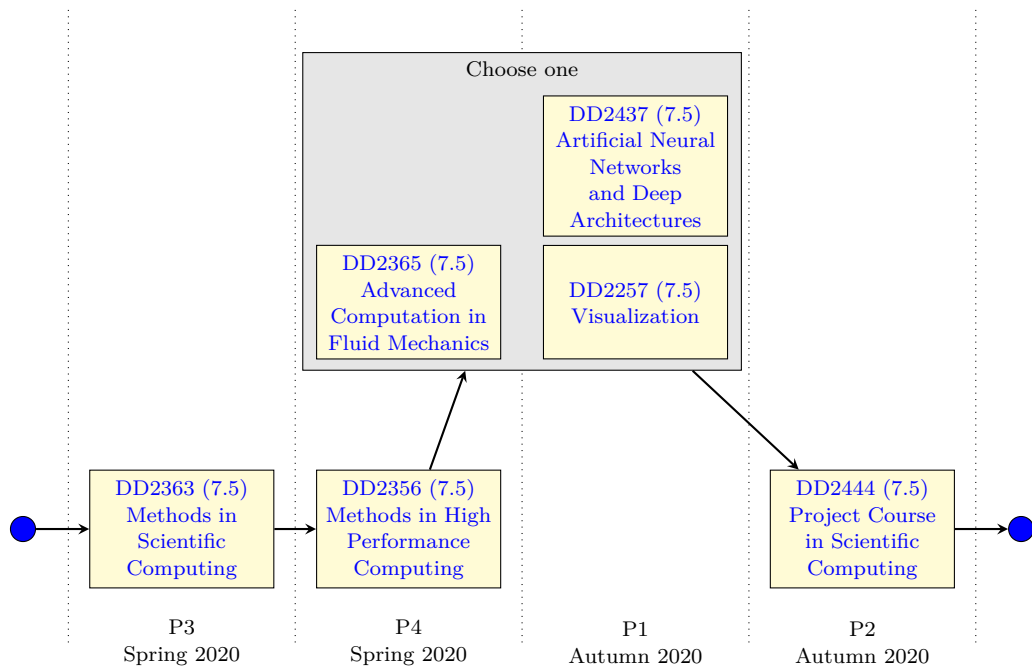 Choose one
DD2437 (7.5)
Artificial Neural
Networks
and Deep
Architectures
DD2365 (7.5)
Advanced
Computation in
Fluid Mechanics
DD2257 (7.5)
Visualization
DD2363 (7.5)
Methods in
Scientific
Computing
DD2356 (7.5)
Methods in High
Performance
Computing
DD2444 (7.5)
Project Course
in Scientific
Computing
P3
Spring 2020
P4
Spring 2020
P1
Autumn 2020
P2
Autumn 2020